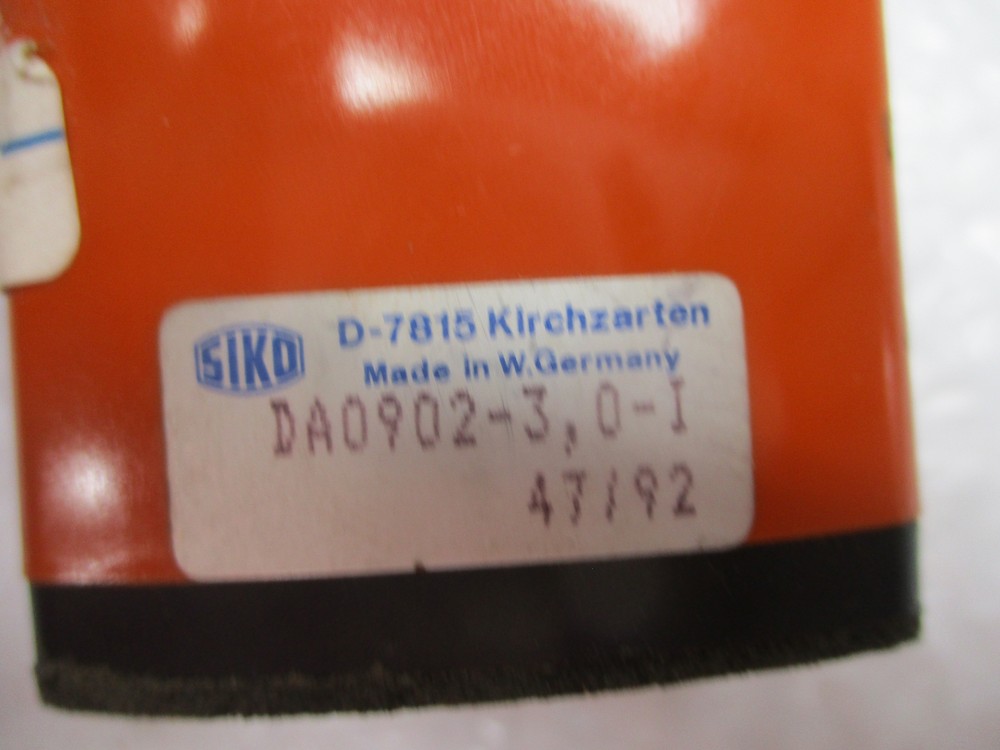 SIKO D-7815 Kirchzarten
Made in W.Germany
DA0902-3,0-I
47/92